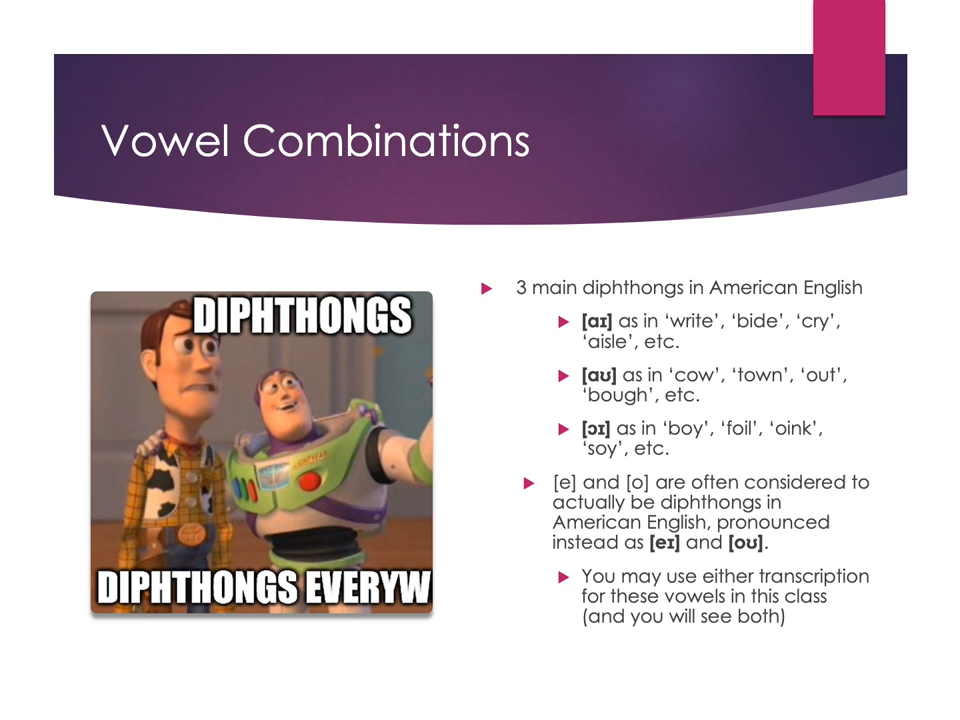 Vowel Combinations
DIPHTHONGS
DIPHTHONGS EVERYW
LIGHTYEAR
3 main diphthongs in American English
[aɪ] as in ‘write’, ‘bide’, ‘cry’,
‘aisle’, etc.
[aʊ] as in ‘cow’, ‘town’, ‘out’,
‘bough’, etc.
[ɔɪ] as in ‘boy’, ‘foil’, ‘oink’,
‘soy’, etc.
[e] and [o] are often considered to
actually be diphthongs in
American English, pronounced
instead as [eɪ] and [oʊ].
You may use either transcription
for these vowels in this class
(and you will see both)